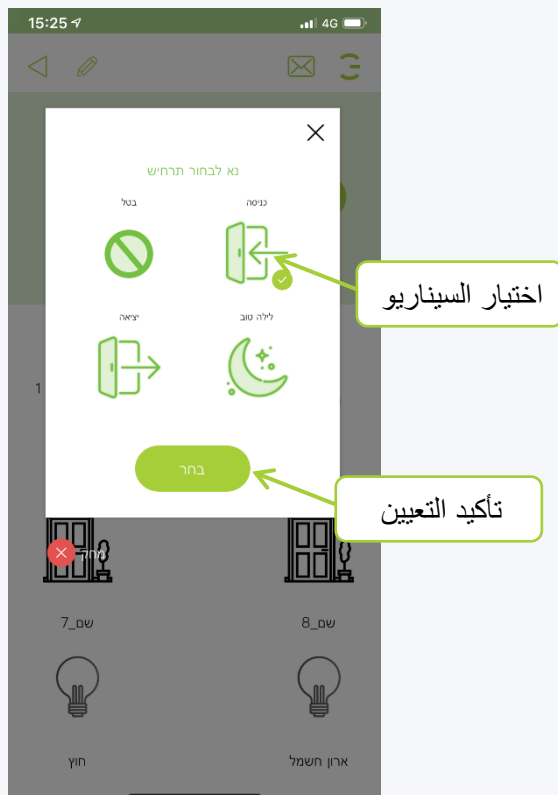 15:25
4G
נא לבחור תרחיש
כניסה
בטל
اختيار السيناريو
לילה טוב
יציאה
1
בחר
تأكيد التعيين
מחק
שם_8
שם_7
ארון חשמל
חוץ